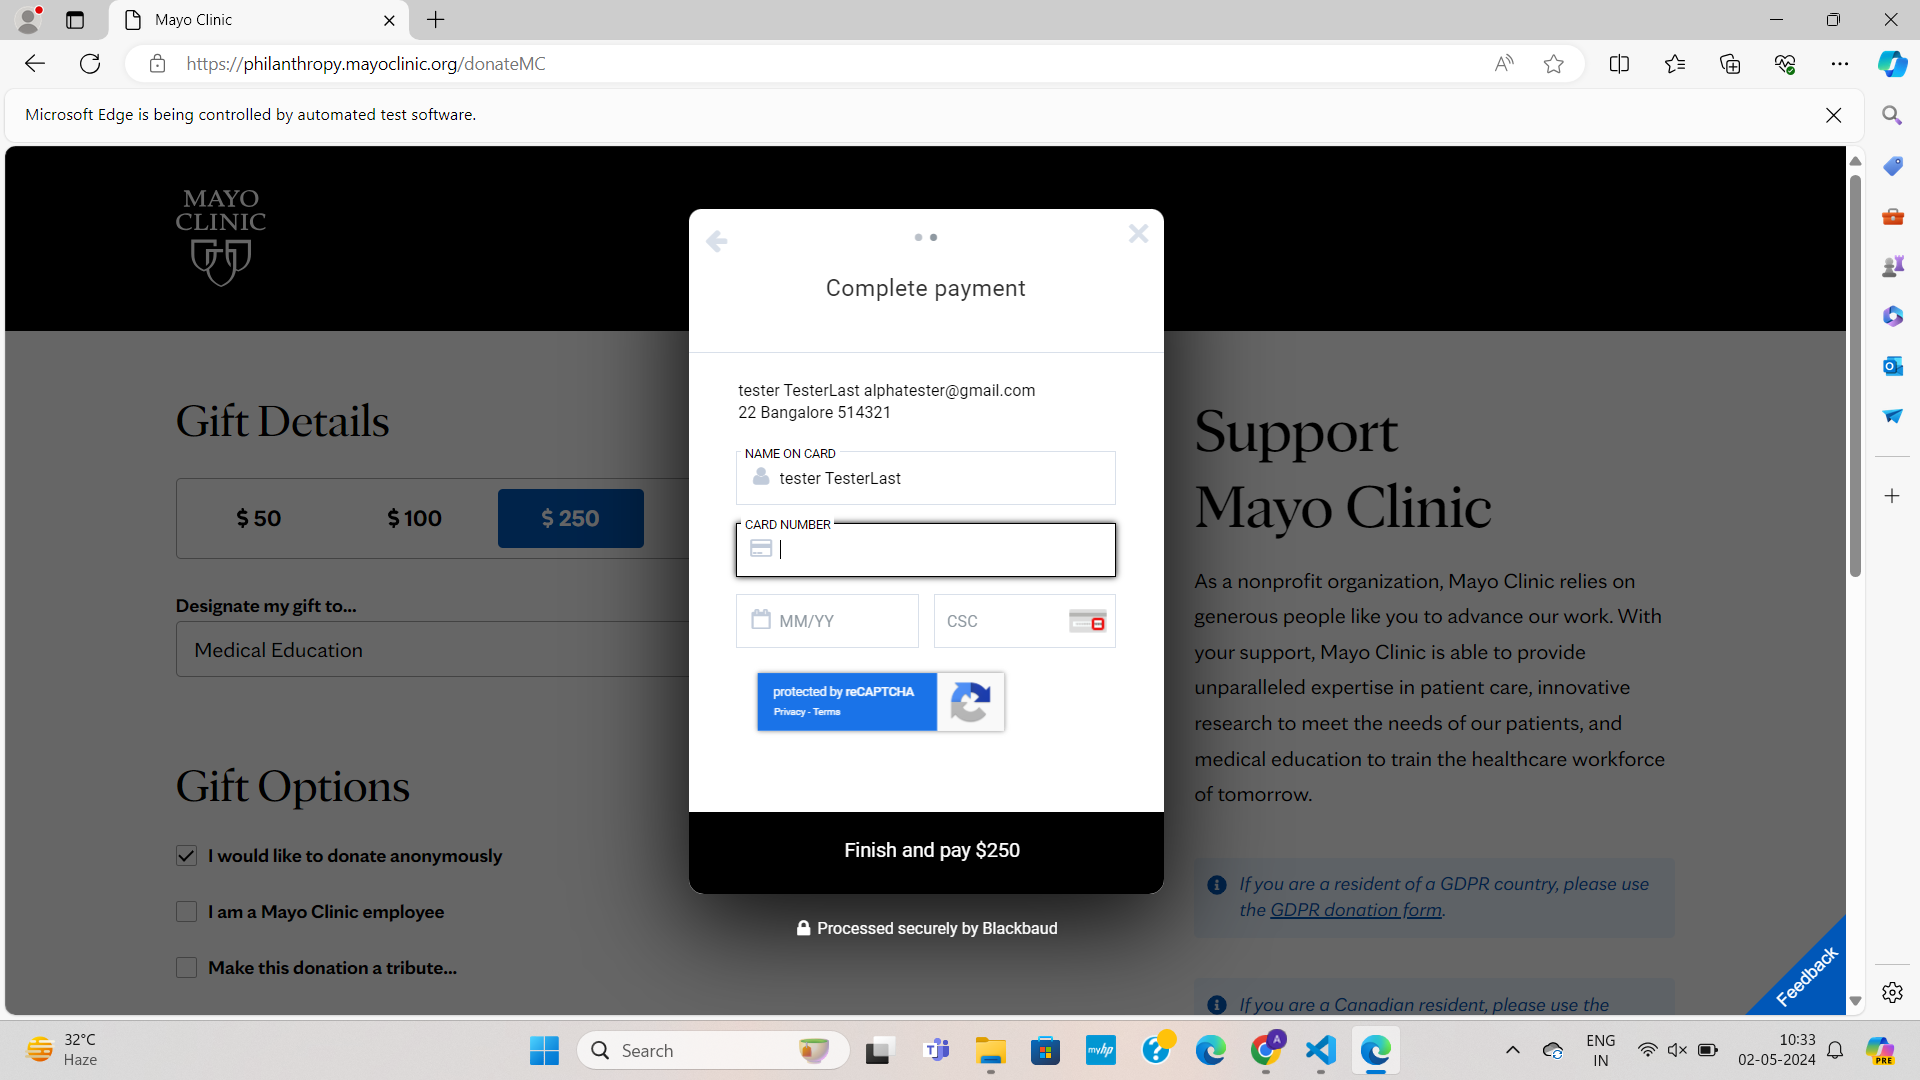 Mayo Clinic
https://philanthropy.mayoclinic.org/donateMC
Microsoft Edge is being controlled by automated test software.
MAYO
CLINIC
Gift Details
$ 50
$ 100
$ 250
Designate my gift to...
Medical Education
Gift Options
I would like to donate anonymously
I am a Mayo Clinic employee
Make this donation a tribute...
Complete payment
tester TesterLast alphatester@gmail.com
22 Bangalore 514321
NAME ON CARD
tester TesterLast
CARD NUMBER
MM/YY
CSC
protected by reCAPTCHA
Privacy - Terms
Finish and pay $250
Processed securely by Blackbaud
Support
Mayo Clinic
As a nonprofit organization, Mayo Clinic relies on
generous people like you to advance our work. With
your support, Mayo Clinic is able to provide
unparalleled expertise in patient care, innovative
research to meet the needs of our patients, and
medical education to train the healthcare workforce
of tomorrow.
If you are a resident of a GDPR country, please use
the GDPR donation form.
If you are a Canadian resident, please use the
Feedback
32°C
Haze
Search
myhp
A
ENG
IN
10:33
02-05-2024
PRE